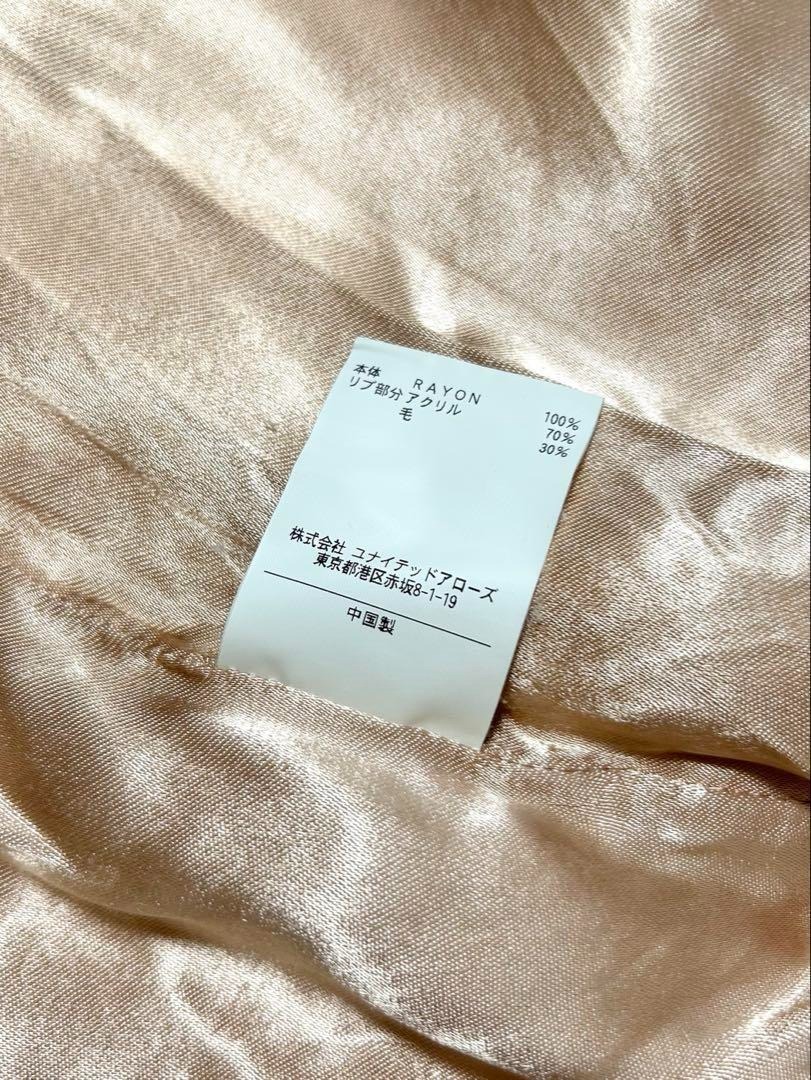 本体 RAYON 100%
リブ部分 アクリル 70%
毛 30%
株式会社 ユナイテッドアローズ
東京都港区赤坂8-1-19
中国製